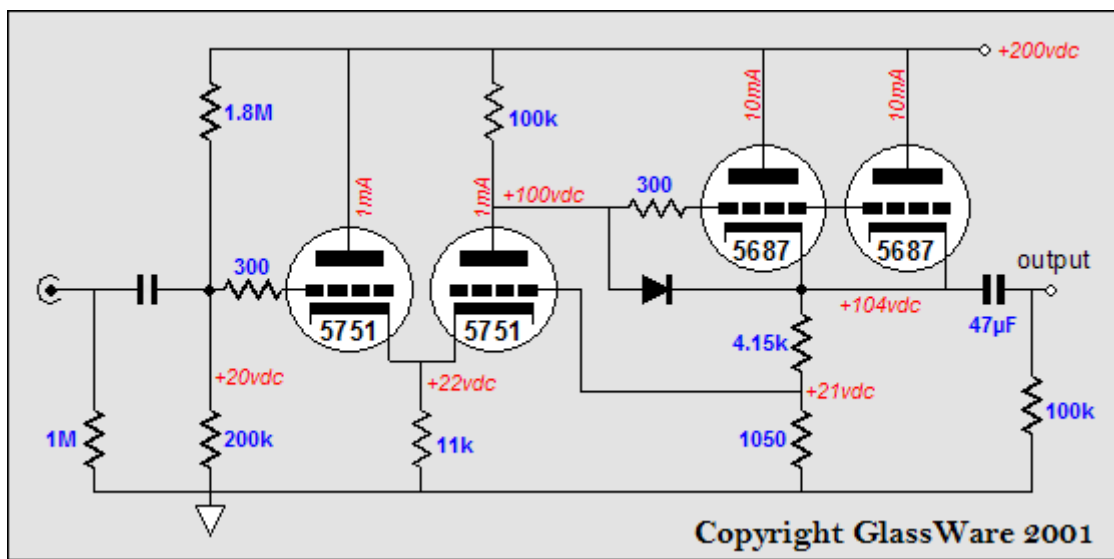 +200vdc
1.8M
1mA
100k
1mA
10mA
10mA
+100vdc
300
5687
5687
300
5751
5751
output
+104vdc
47µF
4.15k
+20vdc
+22vdc
+21vdc
1M
200k
11k
1050
100k
Copyright GlassWare 2001